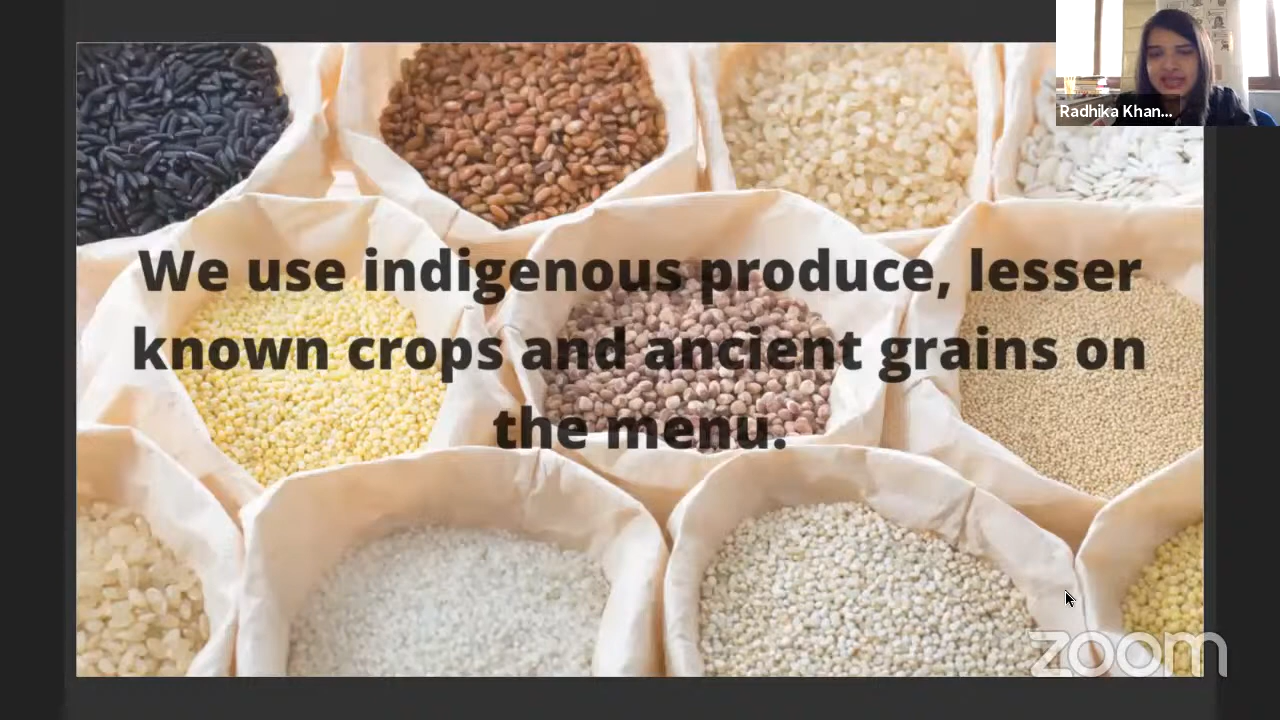 Radhika Khan...
We use indigenous produce, lesser
known crops and ancient grains on
the menu.
zoom